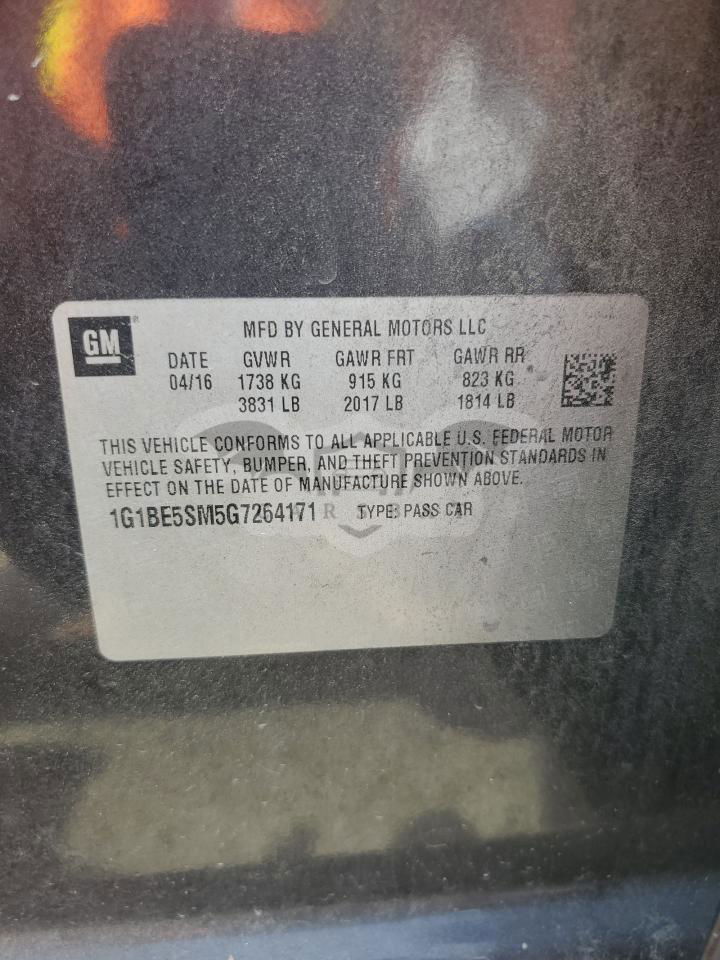 GM
MFD BY GENERAL MOTORS LLC
DATE GVWR GAWR FRT GAWR RR
04/16 1738 KG 915 KG 823 KG
3831 LB 2017 LB 1814 LB
THIS VEHICLE CONFORMS TO ALL APPLICABLE U.S. FEDERAL MOTOR
VEHICLE SAFETY, BUMPER, AND THEFT PREVENTION STANDARDS IN
EFFECT ON THE DATE OF MANUFACTURE SHOWN ABOVE.
1G1BE5SM5G7264171 TYPE: PASS CAR